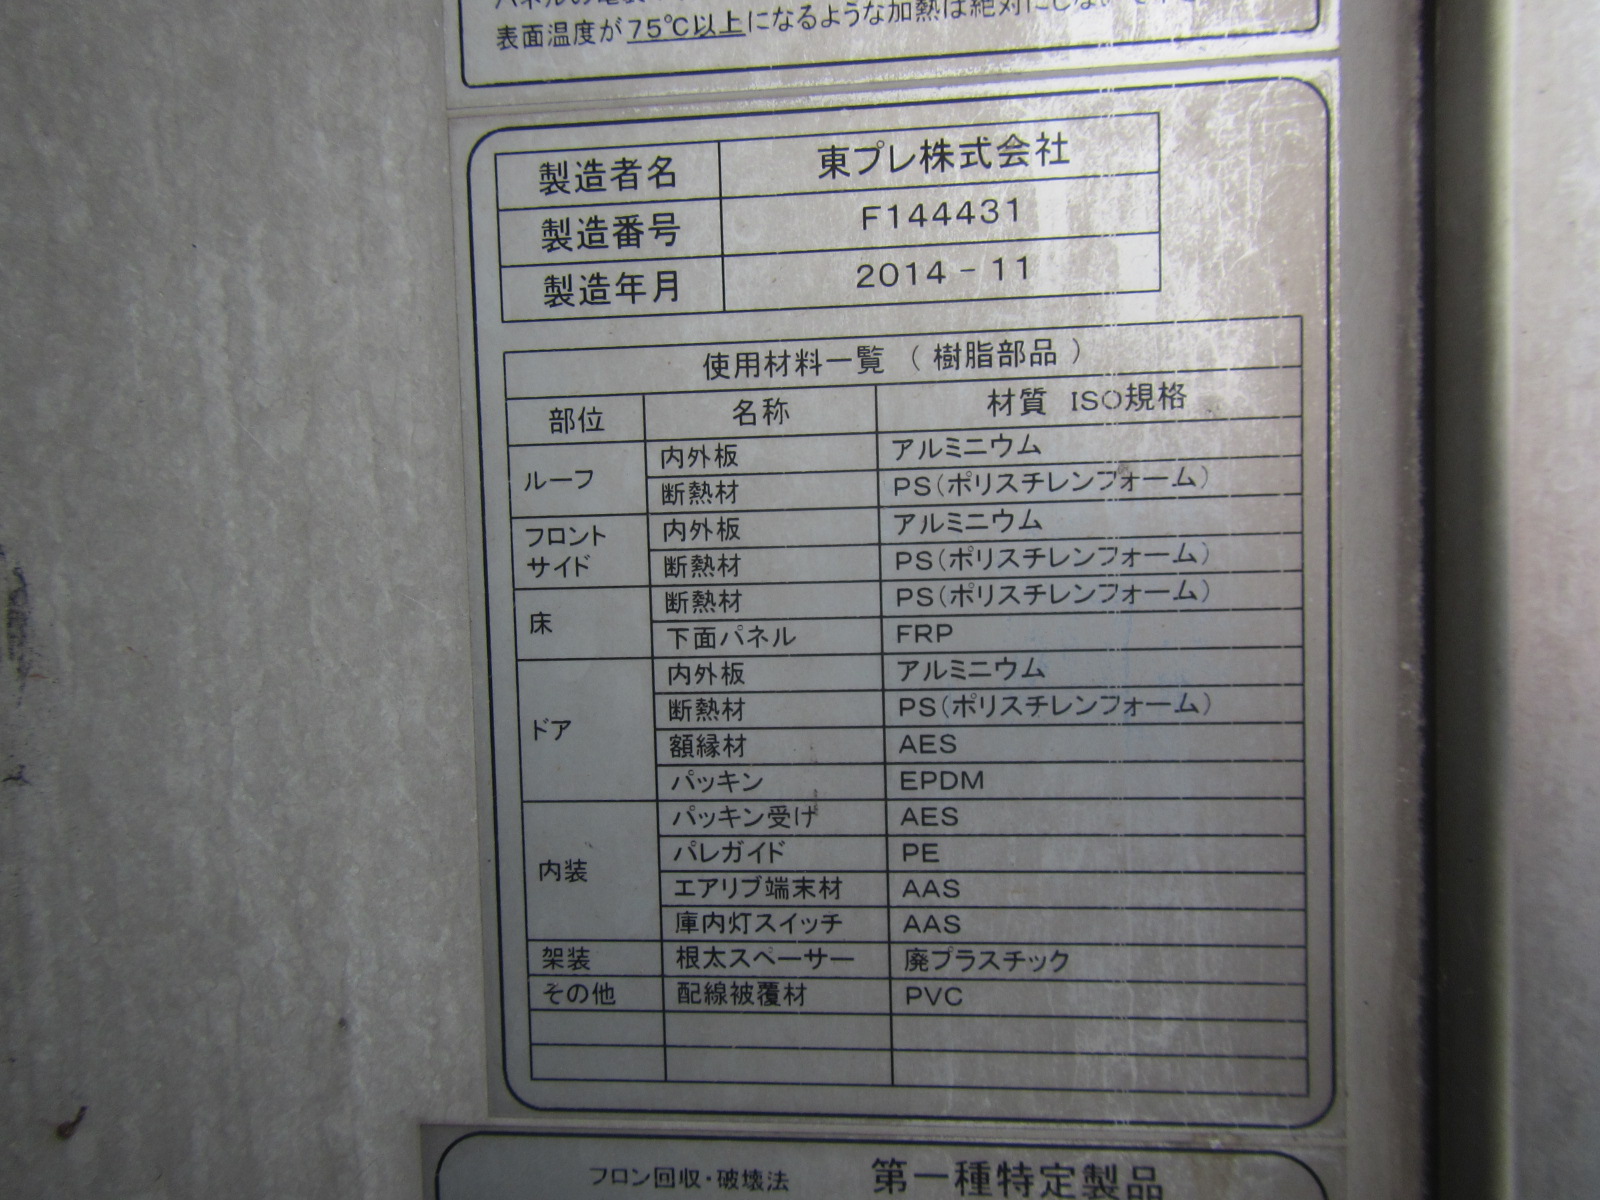 表面温度が75℃以上になるような加熱は絶対にしない
製造者名 東プレ株式会社
製造番号 F144431
製造年月 2014 - 11
使用材料一覧 ( 樹脂部品 )
部位 名称 材質 ISO規格
ルーフ 内外板 アルミニウム
断熱材 PS(ポリスチレンフォーム)
フロント サイド 内外板 アルミニウム
断熱材 PS(ポリスチレンフォーム)
床 断熱材 PS(ポリスチレンフォーム)
下面パネル FRP
ドア 内外板 アルミニウム
断熱材 PS(ポリスチレンフォーム)
額縁材 AES
パッキン EPDM
内装 パッキン受け AES
パレガイド PE
エアリブ端末材 AAS
庫内灯スイッチ AAS
架装 根太スペーサー 廃プラスチック
その他 配線被覆材 PVC
フロン回収・破壊法 第一種特定製品